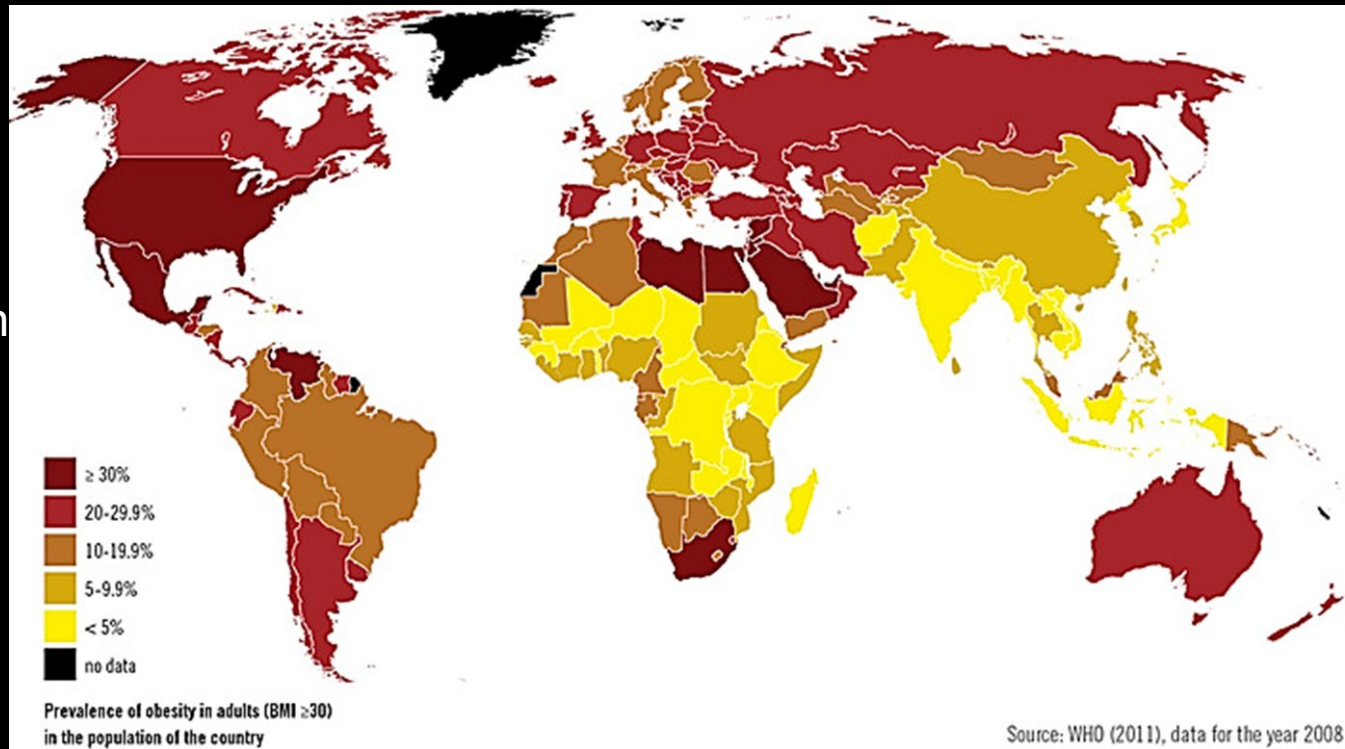 n
≥ 30%
20-29.9%
10-19.9%
5-9.9%
< 5%
no data
Prevalence of obesity in adults (BMI ≥30)
in the population of the country
Source: WHO (2011), data for the year 2008